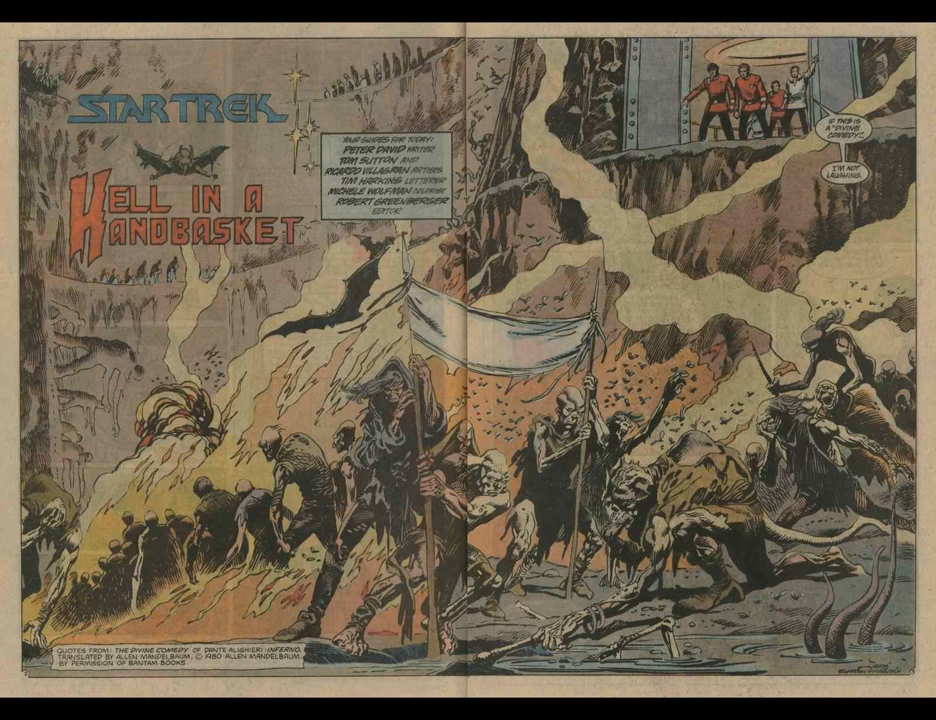 STAR TREK
HELL IN A
HANDBASKET
YOUR GUIDES FOR TODAY:
PETER DAVID WRITER
TOM SUTTON AND
RICARDO VILLAGRAN ARTISTS
TIM HARKINS LETTERER
MICHELE WOLFMAN COLORIST
ROBERT GREENBERGER
EDITOR
IF THIS IS
A "DIVINE
COMEDY"...
I'M NOT
LAUGHING.
QUOTES FROM: THE DIVINE COMEDY OF DANTE ALIGHIERI: INFERNO.
TRANSLATED BY ALLEN MANDELBAUM, © 1980 ALLEN MANDELBAUM.
BY PERMISSION OF BANTAM BOOKS.
2